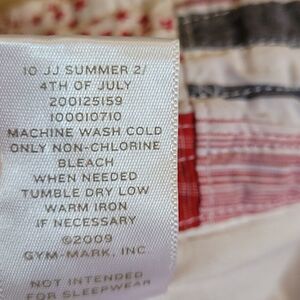 10 JJ SUMMER 2/
4TH OF JULY
200125159
100010710
MACHINE WASH COLD
ONLY NON-CHLORINE
BLEACH
WHEN NEEDED
TUMBLE DRY LOW
WARM IRON
IF NECESSARY
©2009
GYM-MARK, INC
NOT INTENDED
FOR SLEEPWEAR